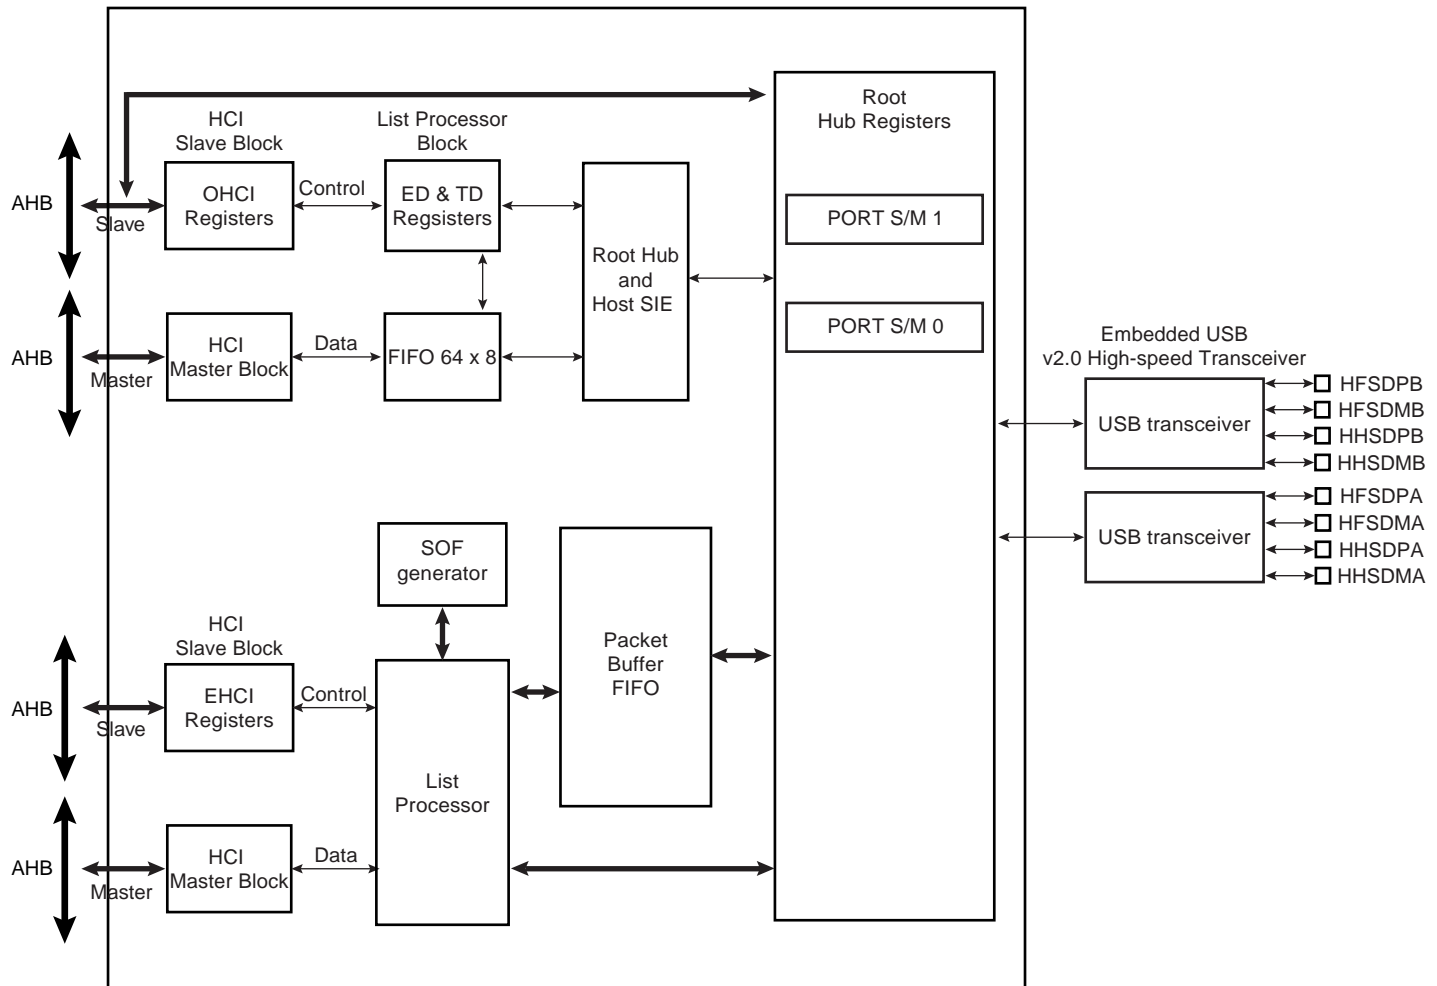 Root
Hub Registers
HCI
Slave Block
List Processor
Block
AHB
Slave
OHCI
Registers
Control
ED & TD
Regsisters
PORT S/M 1
Root Hub
and
Host SIE
PORT S/M 0
AHB
Master
HCI
Master Block
Data
FIFO 64 x 8
Embedded USB
v2.0 High-speed Transceiver
USB transceiver
HFSDPB
HFSDMB
HHSDPB
HHSDMB
USB transceiver
HFSDPA
HFSDMA
HHSDPA
HHSDMA
SOF
generator
HCI
Slave Block
Packet
Buffer
FIFO
AHB
Slave
EHCI
Registers
Control
List
Processor
AHB
Master
HCI
Master Block
Data